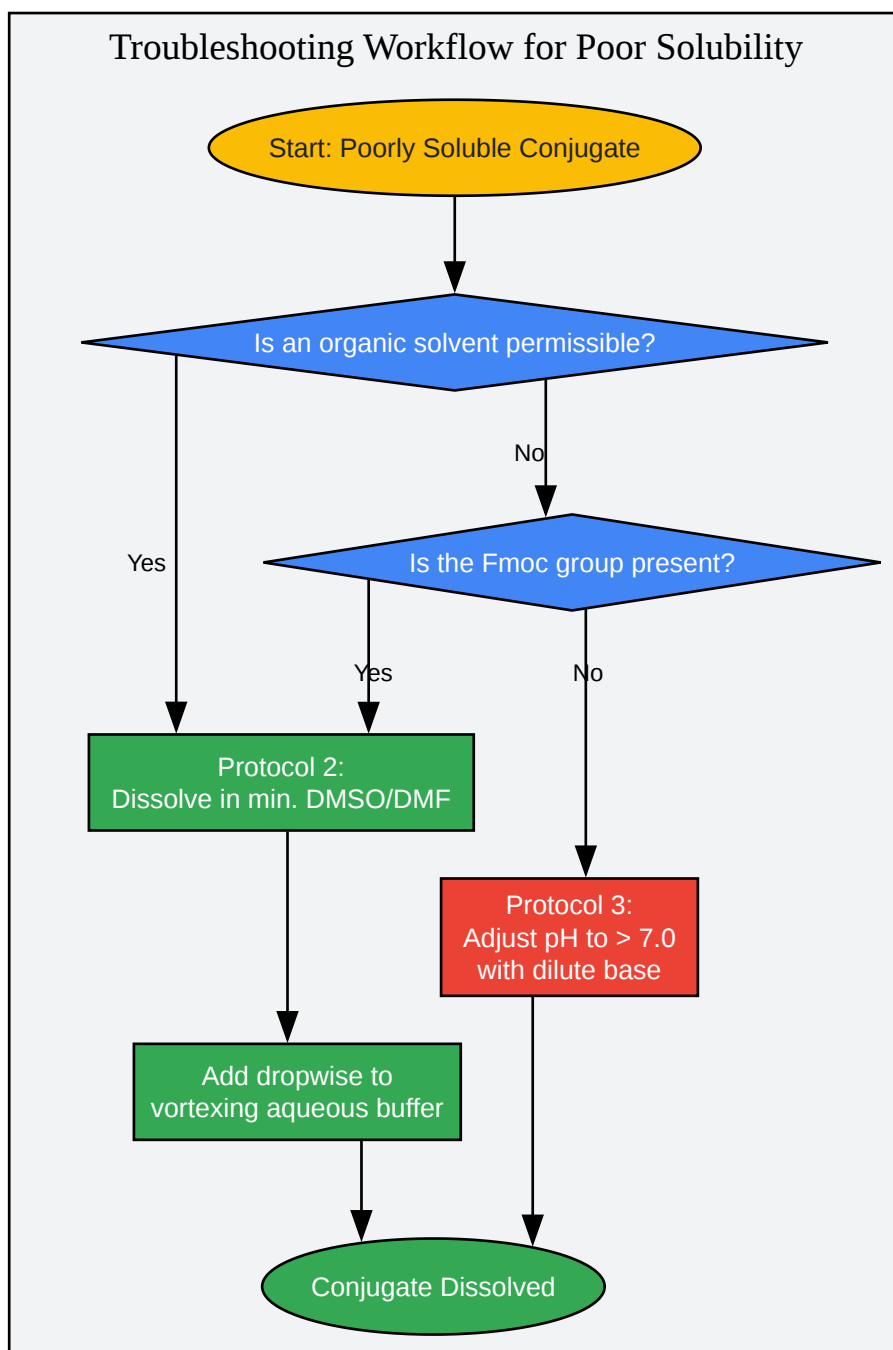 Troubleshooting Workflow for Poor Solubility
Start: Poorly Soluble Conjugate
Is an organic solvent permissible?
No
Is the Fmoc group present?
Yes
Yes
No
Protocol 2:
Dissolve in min. DMSO/DMF
Protocol 3:
Adjust pH to > 7.0
with dilute base
Add dropwise to
vortexing aqueous buffer
Conjugate Dissolved